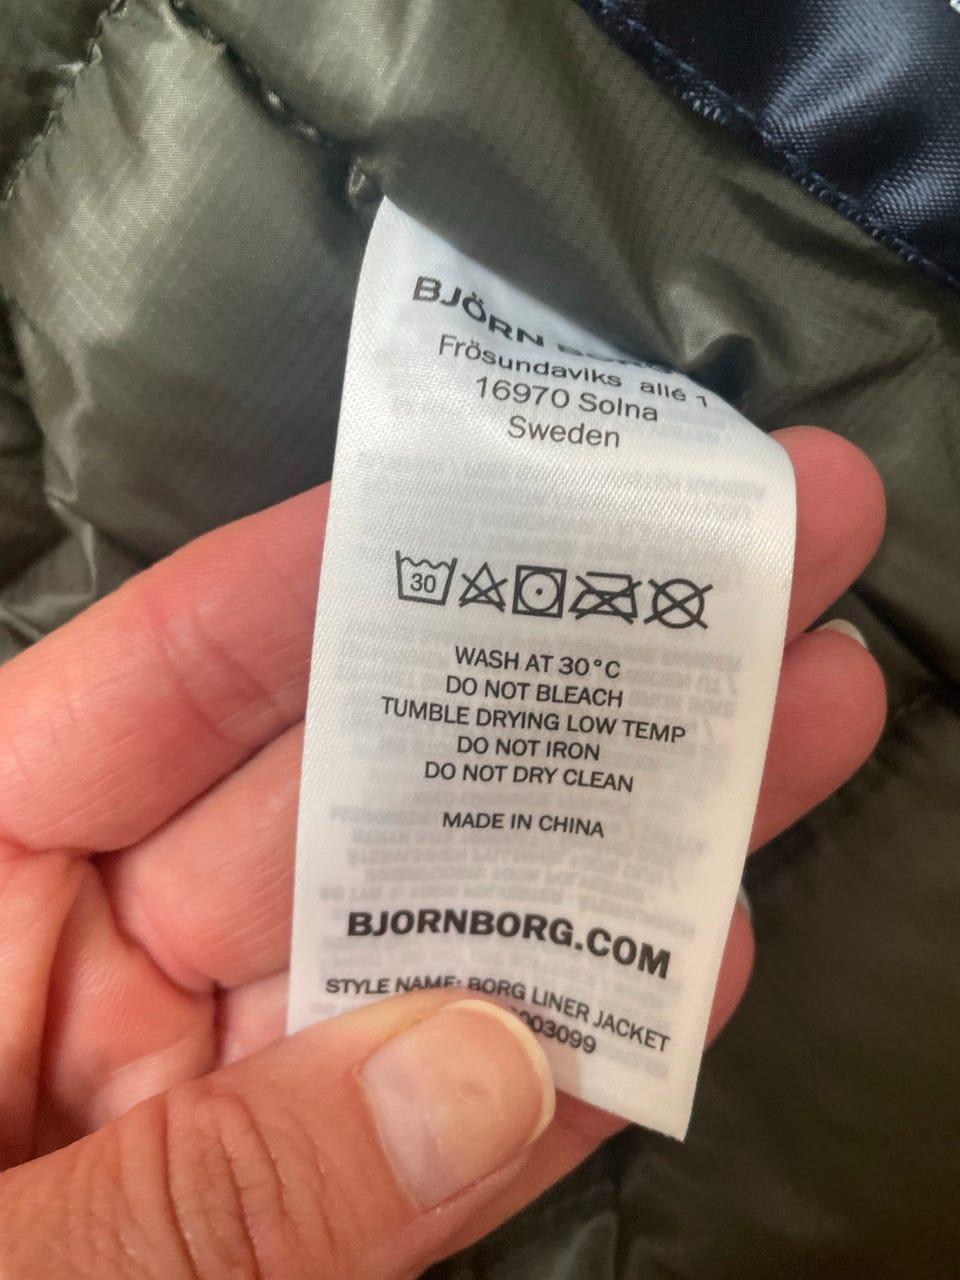 BJÖRN
Frösundaviks allé 1
16970 Solna
Sweden
30
WASH AT 30°C
DO NOT BLEACH
TUMBLE DRYING LOW TEMP
DO NOT IRON
DO NOT DRY CLEAN
MADE IN CHINA
BJORNBORG.COM
STYLE NAME: BORG LINER JACKET
003099